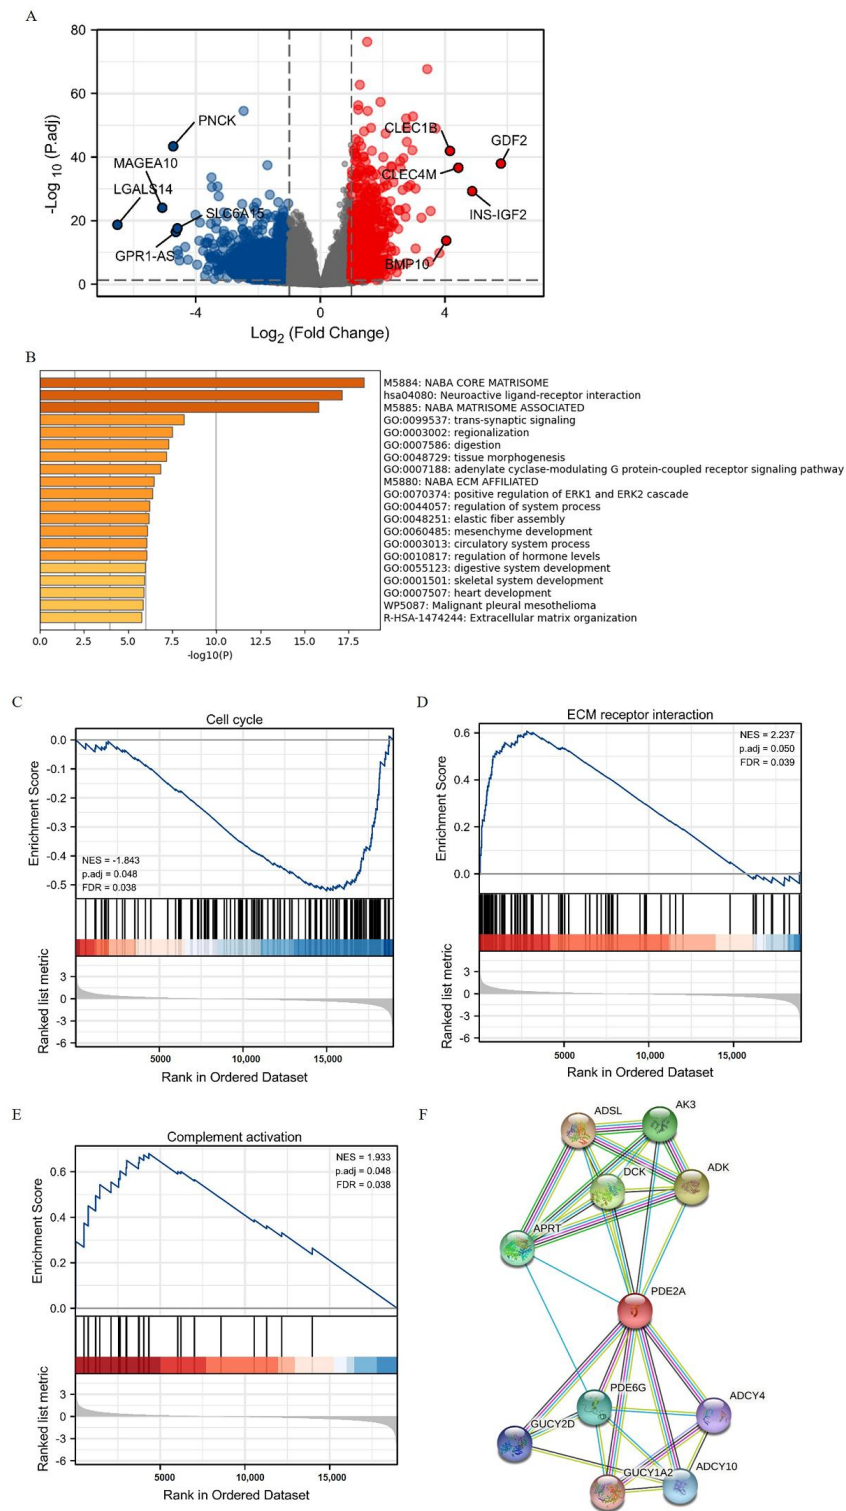 A
80
60
40
20
0
-Log 10 (P.adj)
PNCK
MAGEA10
LGALS14
SLC6A15
GPR1-AS
CLEC1B
GDF2
CLEC4M
INS-IGF2
BMP10
-4
0
4
Log2 (Fold Change)
B
M5884: NABA CORE MATRISOME
hsa04080: Neuroactive ligand-receptor interaction
M5885: NABA MATRISOME ASSOCIATED
GO:0099537: trans-synaptic signaling
GO:0003002: regionalization
GO:0007586: digestion
GO:0048729: tissue morphogenesis
GO:0007188: adenylate cyclase-modulating G protein-coupled receptor signaling pathway
M5880: NABA ECM AFFILIATED
GO:0070374: positive regulation of ERK1 and ERK2 cascade
GO:0044057: regulation of system process
GO:0048251: elastic fiber assembly
GO:0060485: mesenchyme development
GO:0003013: circulatory system process
GO:0010817: regulation of hormone levels
GO:0055123: digestive system development
GO:0001501: skeletal system development
GO:0007507: heart development
WP5087: Malignant pleural mesothelioma
R-HSA-1474244: Extracellular matrix organization
0.0 2.5 5.0 7.5 10.0 12.5 15.0 17.5
-log10(P)
C
Cell cycle
0.0
-0.1
-0.2
-0.3
-0.4
-0.5
Enrichment Score
NES = -1.843
p.adj = 0.048
FDR = 0.038
3
0
-3
-6
Ranked list metric
5000 10,000 15,000
Rank in Ordered Dataset
D
ECM receptor interaction
0.6
0.4
0.2
0.0
Enrichment Score
NES = 2.237
p.adj = 0.050
FDR = 0.039
3
0
-3
-6
Ranked list metric
5000 10,000 15,000
Rank in Ordered Dataset
E
Complement activation
0.6
0.4
0.2
0.0
Enrichment Score
NES = 1.933
p.adj = 0.048
FDR = 0.038
3
0
-3
-6
Ranked list metric
5000 10,000 15,000
Rank in Ordered Dataset
F
ADSL
AK3
DCK
ADK
APRT
PDE2A
PDE6G
ADCY4
GUCY2D
GUCY1A2
ADCY10